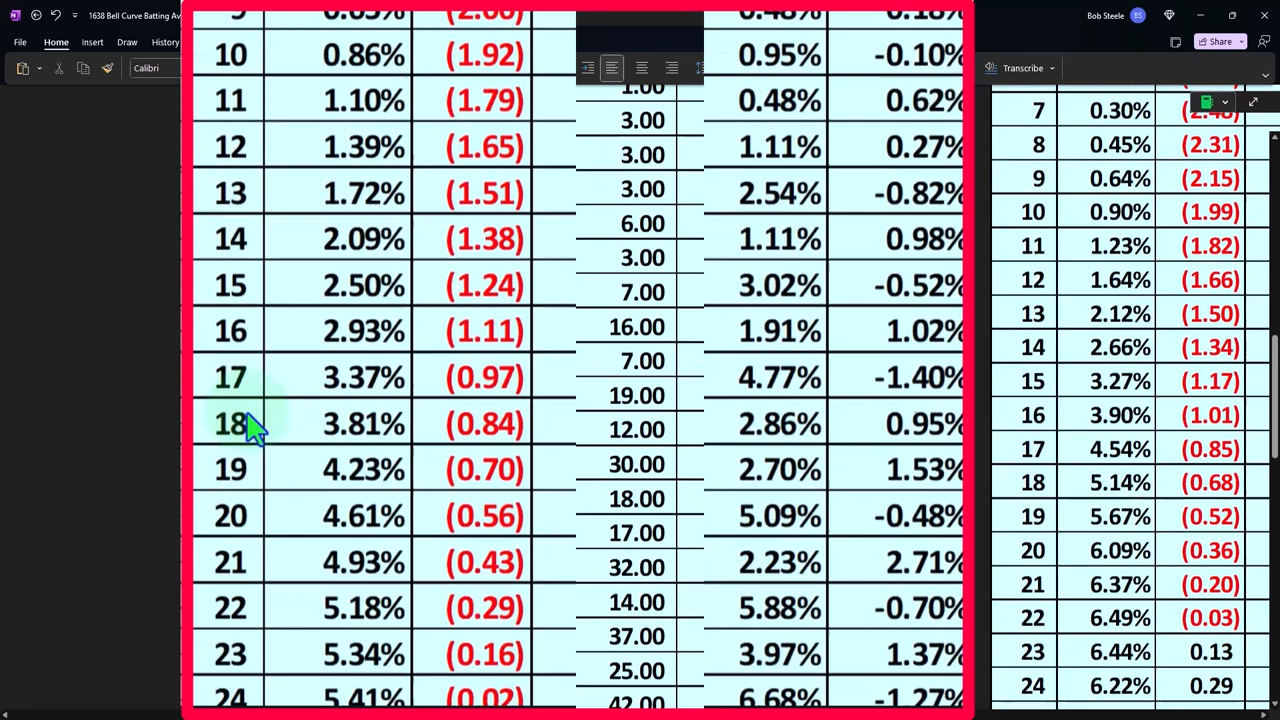 1638 Bell Curve Batting Av
Bob Steele BS
File Home Insert Draw History
Share
Calibri
Transcribe
10 0.86% (1.92) 0.95% -0.10%
11 1.10% (1.79) 3.00 0.48% 0.62%
12 1.39% (1.65) 3.00 1.11% 0.27%
13 1.72% (1.51) 3.00 2.54% -0.82%
14 2.09% (1.38) 6.00 1.11% 0.98%
15 2.50% (1.24) 3.00 3.02% -0.52%
16 2.93% (1.11) 7.00 1.91% 1.02%
17 3.37% (0.97) 16.00 4.77% -1.40%
18 3.81% (0.84) 7.00 2.86% 0.95%
19 4.23% (0.70) 19.00 2.70% 1.53%
20 4.61% (0.56) 12.00 5.09% -0.48%
21 4.93% (0.43) 30.00 2.23% 2.71%
22 5.18% (0.29) 18.00 5.88% -0.70%
23 5.34% (0.16) 17.00 3.97% 1.37%
24 5.41% (0.02) 32.00 6.68% -1.27%
14.00
37.00
25.00
42.00
7 0.30%
8 0.45% (2.31)
9 0.64% (2.15)
10 0.90% (1.99)
11 1.23% (1.82)
12 1.64% (1.66)
13 2.12% (1.50)
14 2.66% (1.34)
15 3.27% (1.17)
16 3.90% (1.01)
17 4.54% (0.85)
18 5.14% (0.68)
19 5.67% (0.52)
20 6.09% (0.36)
21 6.37% (0.20)
22 6.49% (0.03)
23 6.44% 0.13
24 6.22% 0.29